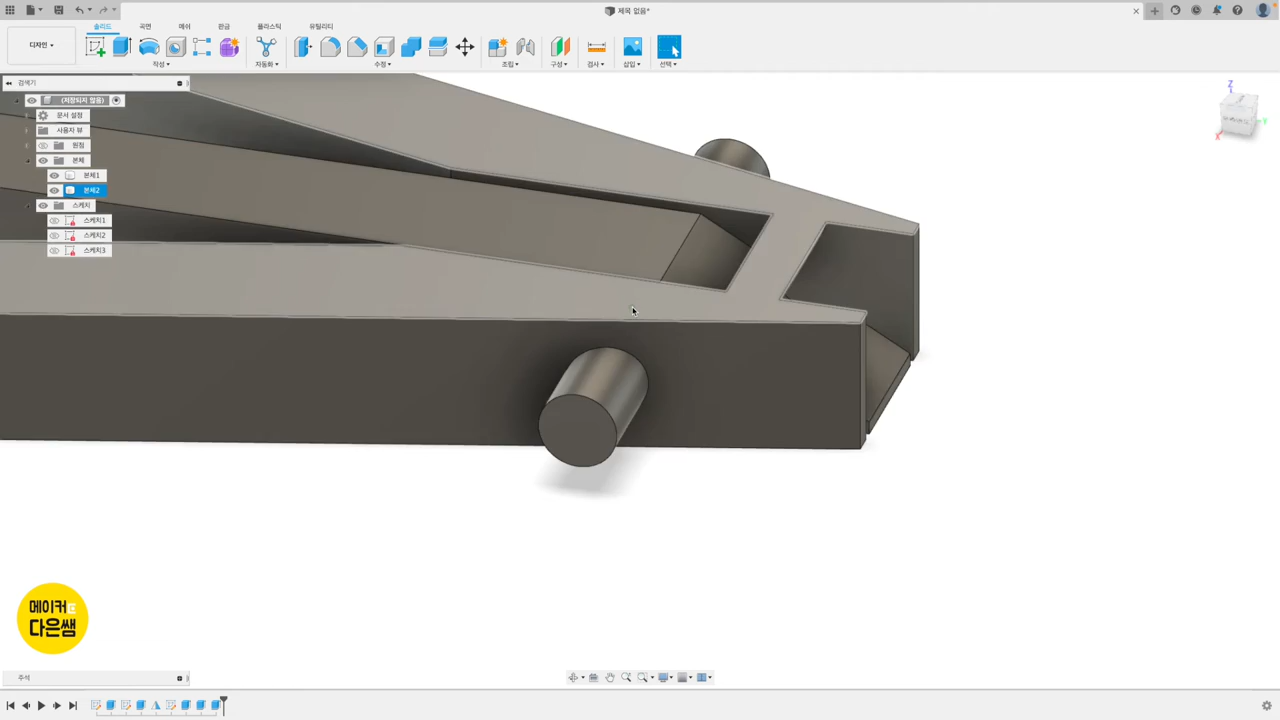 제목 없음*
솔리드
곡면
메쉬
판금
플라스틱
유틸리티
디자인
작성
자동화
수정
조립
구성
검사
삽입
선택
검색기
(저장되지 않음)
문서 설정
사용자 뷰
원점
본체
본체1
본체2
스케치
스케치1
스케치2
스케치3
Z
Y
X
메이커
다은쌤
주석